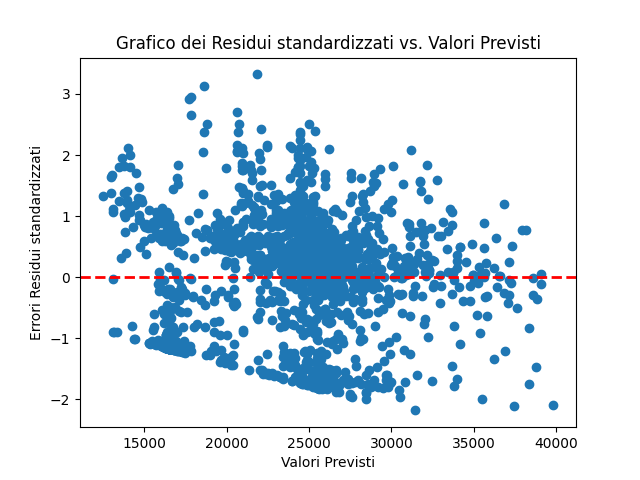 Grafico dei Residui standardizzati vs. Valori Previsti
Errori Residui standardizzati
3
2
1
0
−1
−2
15000 20000 25000 30000 35000 40000
Valori Previsti